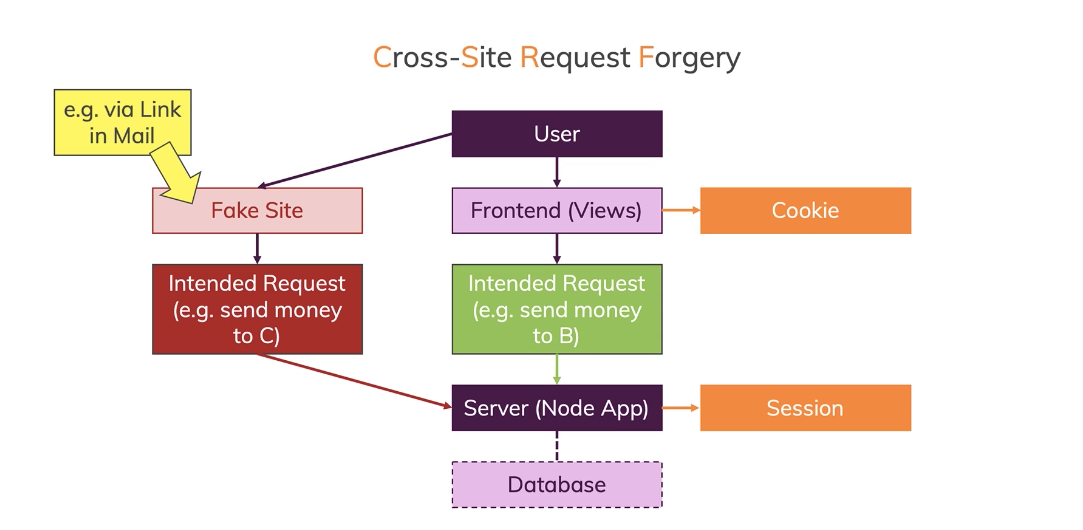 Cross-Site Request Forgery
e.g. via Link
in Mail
User
Fake Site
Frontend (Views)
Cookie
Intended Request
(e.g. send money
to C)
Intended Request
(e.g. send money
to B)
Server (Node App)
Session
Database